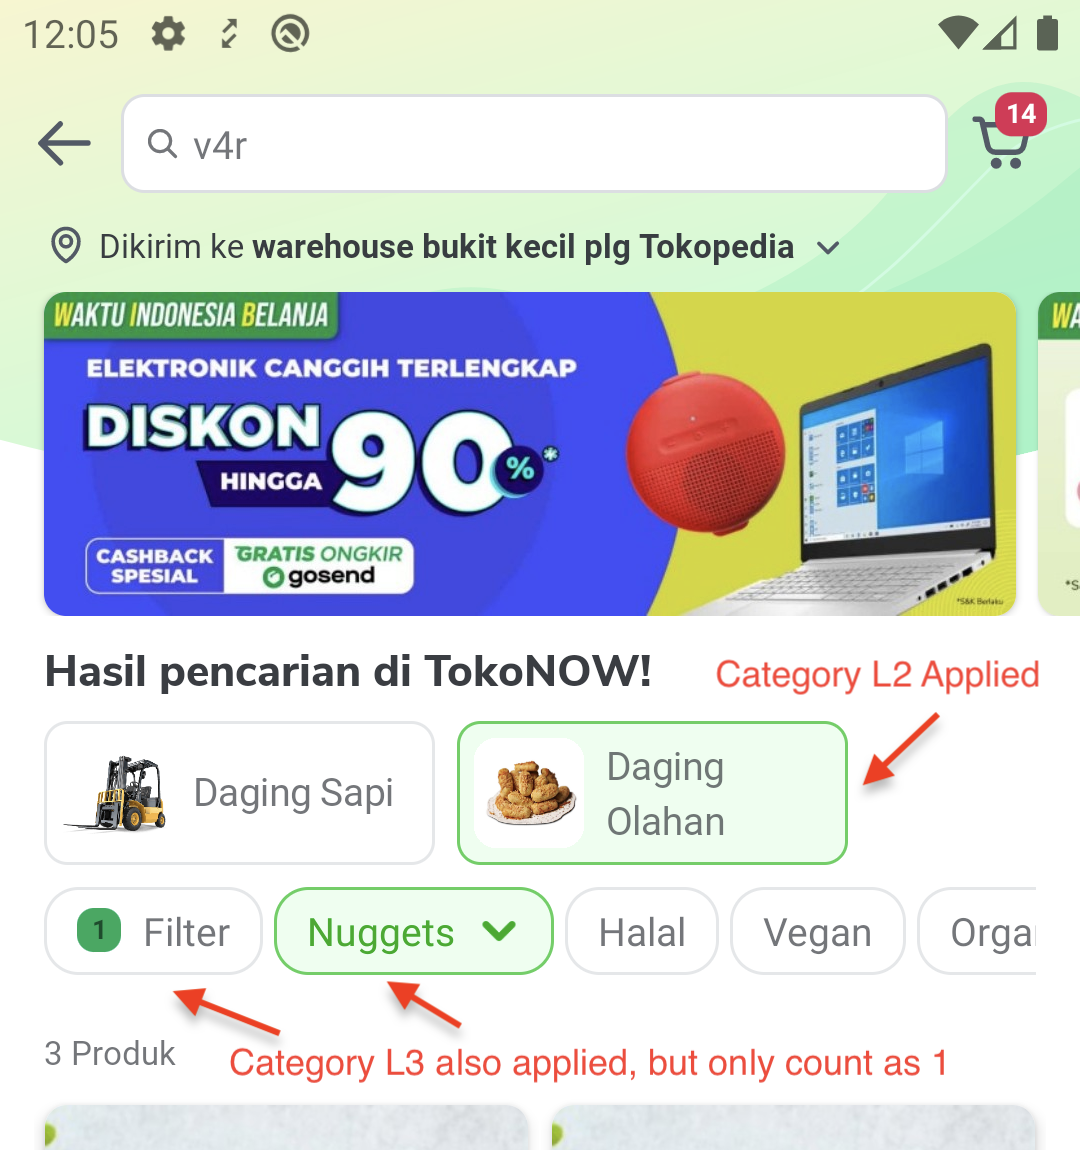 12:05
v4r
14
Dikirim ke warehouse bukit kecil plg Tokopedia
WAKTU INDONESIA BELANJA
WA
ELEKTRONIK CANGGIH TERLENGKAP
DISKON
HINGGA
90%*
CASHBACK
SPESIAL
GRATIS ONGKIR
gosend
*S&K Berlaku
*S
Hasil pencarian di TokoNOW!
Category L2 Applied
Daging Sapi
Daging
Olahan
1 Filter
Nuggets
Halal
Vegan
Orga
3 Produk
Category L3 also applied, but only count as 1